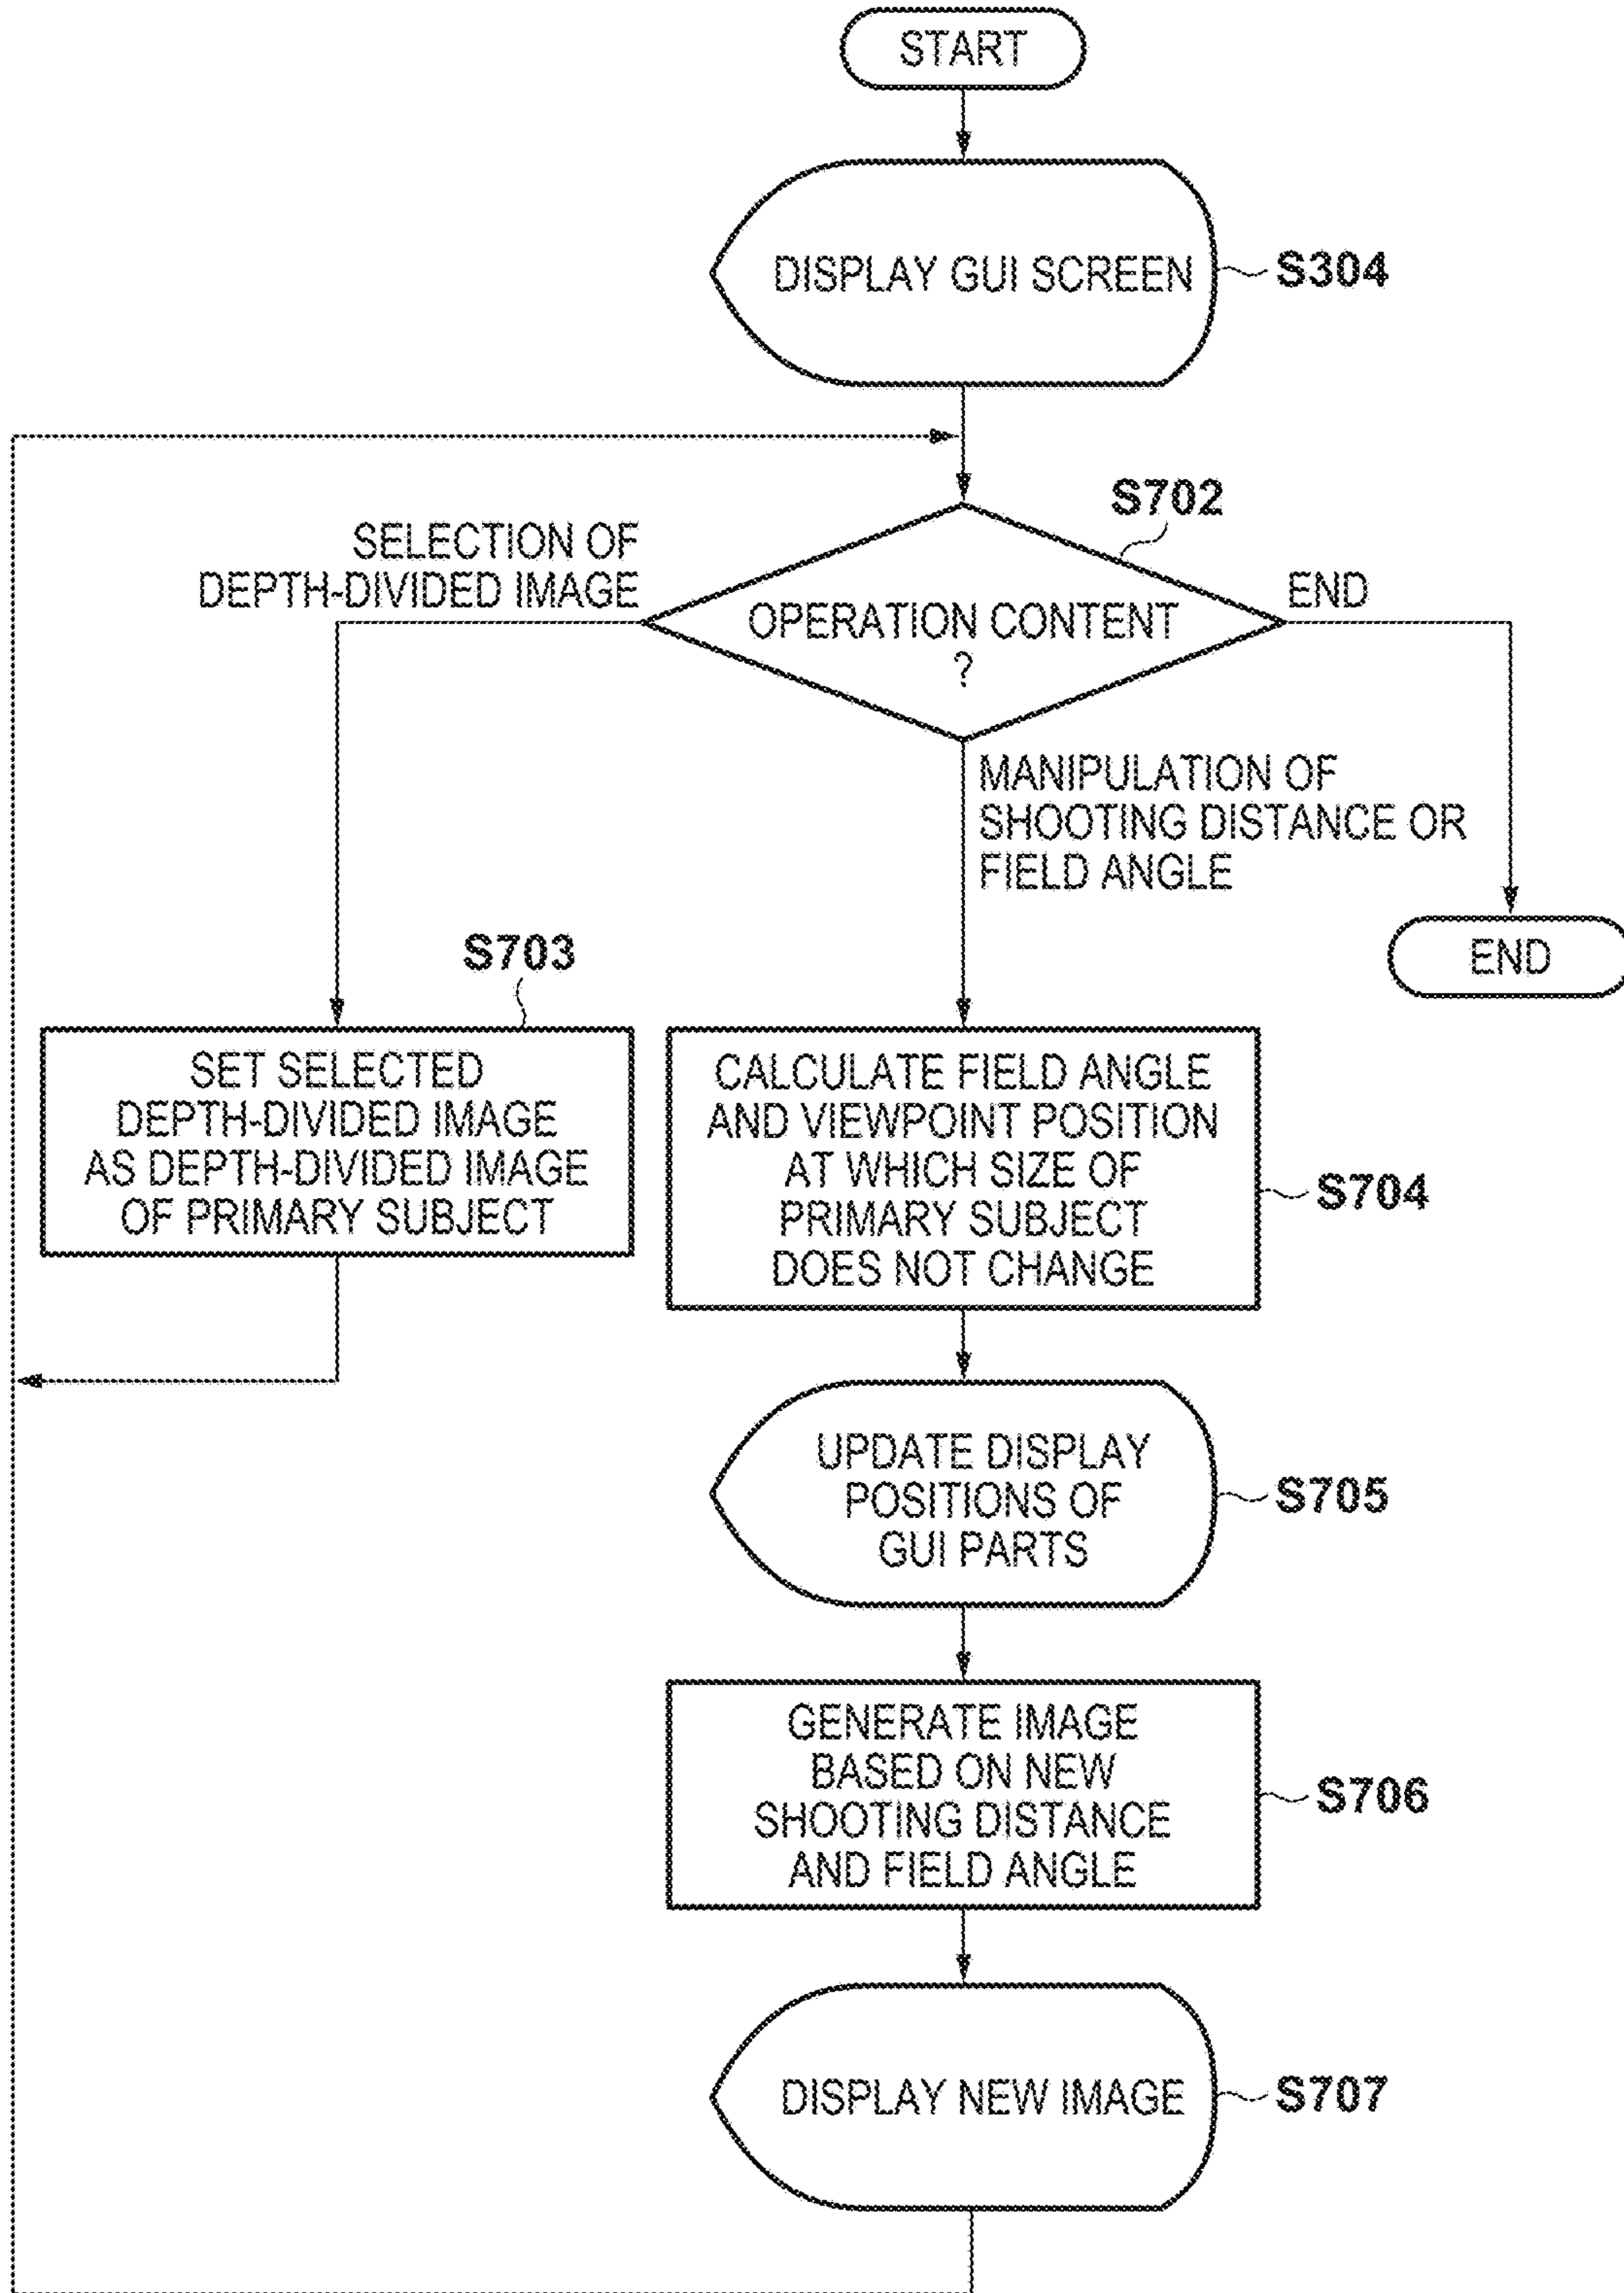 START
DISPLAY GUI SCREEN
S304
S702
SELECTION OF
DEPTH-DIVIDED IMAGE
END
OPERATION CONTENT
?
MANIPULATION OF
SHOOTING DISTANCE OR
FIELD ANGLE
END
S703
SET SELECTED
DEPTH-DIVIDED IMAGE
AS DEPTH-DIVIDED IMAGE
OF PRIMARY SUBJECT
CALCULATE FIELD ANGLE
AND VIEWPOINT POSITION
AT WHICH SIZE OF
PRIMARY SUBJECT
DOES NOT CHANGE
S704
UPDATE DISPLAY
POSITIONS OF
GUI PARTS
S705
GENERATE IMAGE
BASED ON NEW
SHOOTING DISTANCE
AND FIELD ANGLE
S706
DISPLAY NEW IMAGE
S707